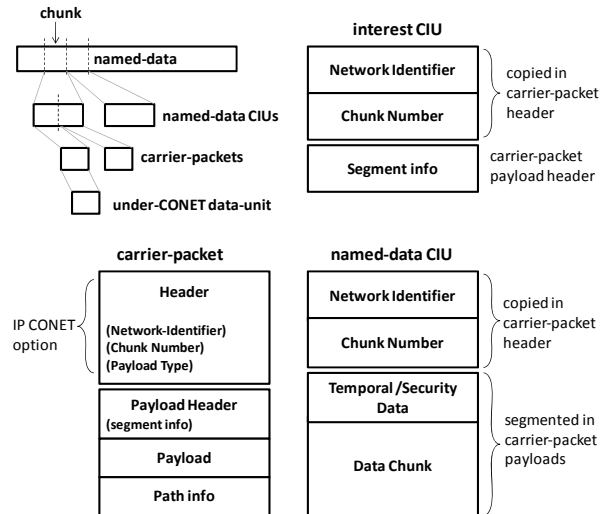 chunk
named-data
named-data CIUs
carrier-packets
under-CONET data-unit
interest CIU
Network Identifier
Chunk Number
copied in
carrier-packet
header
Segment info
carrier-packet
payload header
carrier-packet
Header
(Network-Identifier)
(Chunk Number)
(Payload Type)
IP CONET
option
Payload Header
(segment info)
Payload
Path info
named-data CIU
Network Identifier
Chunk Number
copied in
carrier-packet
header
Temporal /Security
Data
Data Chunk
segmented in
carrier-packet
payloads